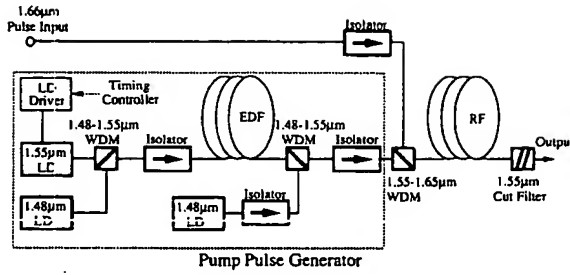 1.66μm
Pulse Input
Isolator
LD-
Driver
Timing
Controller
1.48-1.55μm
WDM
Isolator
EDF
1.48-1.55μm
WDM
Isolator
RF
Output
1.55μm
LD
1.48μm
LD
1.48μm
LD
Isolator
1.55-1.65μm
WDM
1.55μm
Cut Filter
Pump Pulse Generator